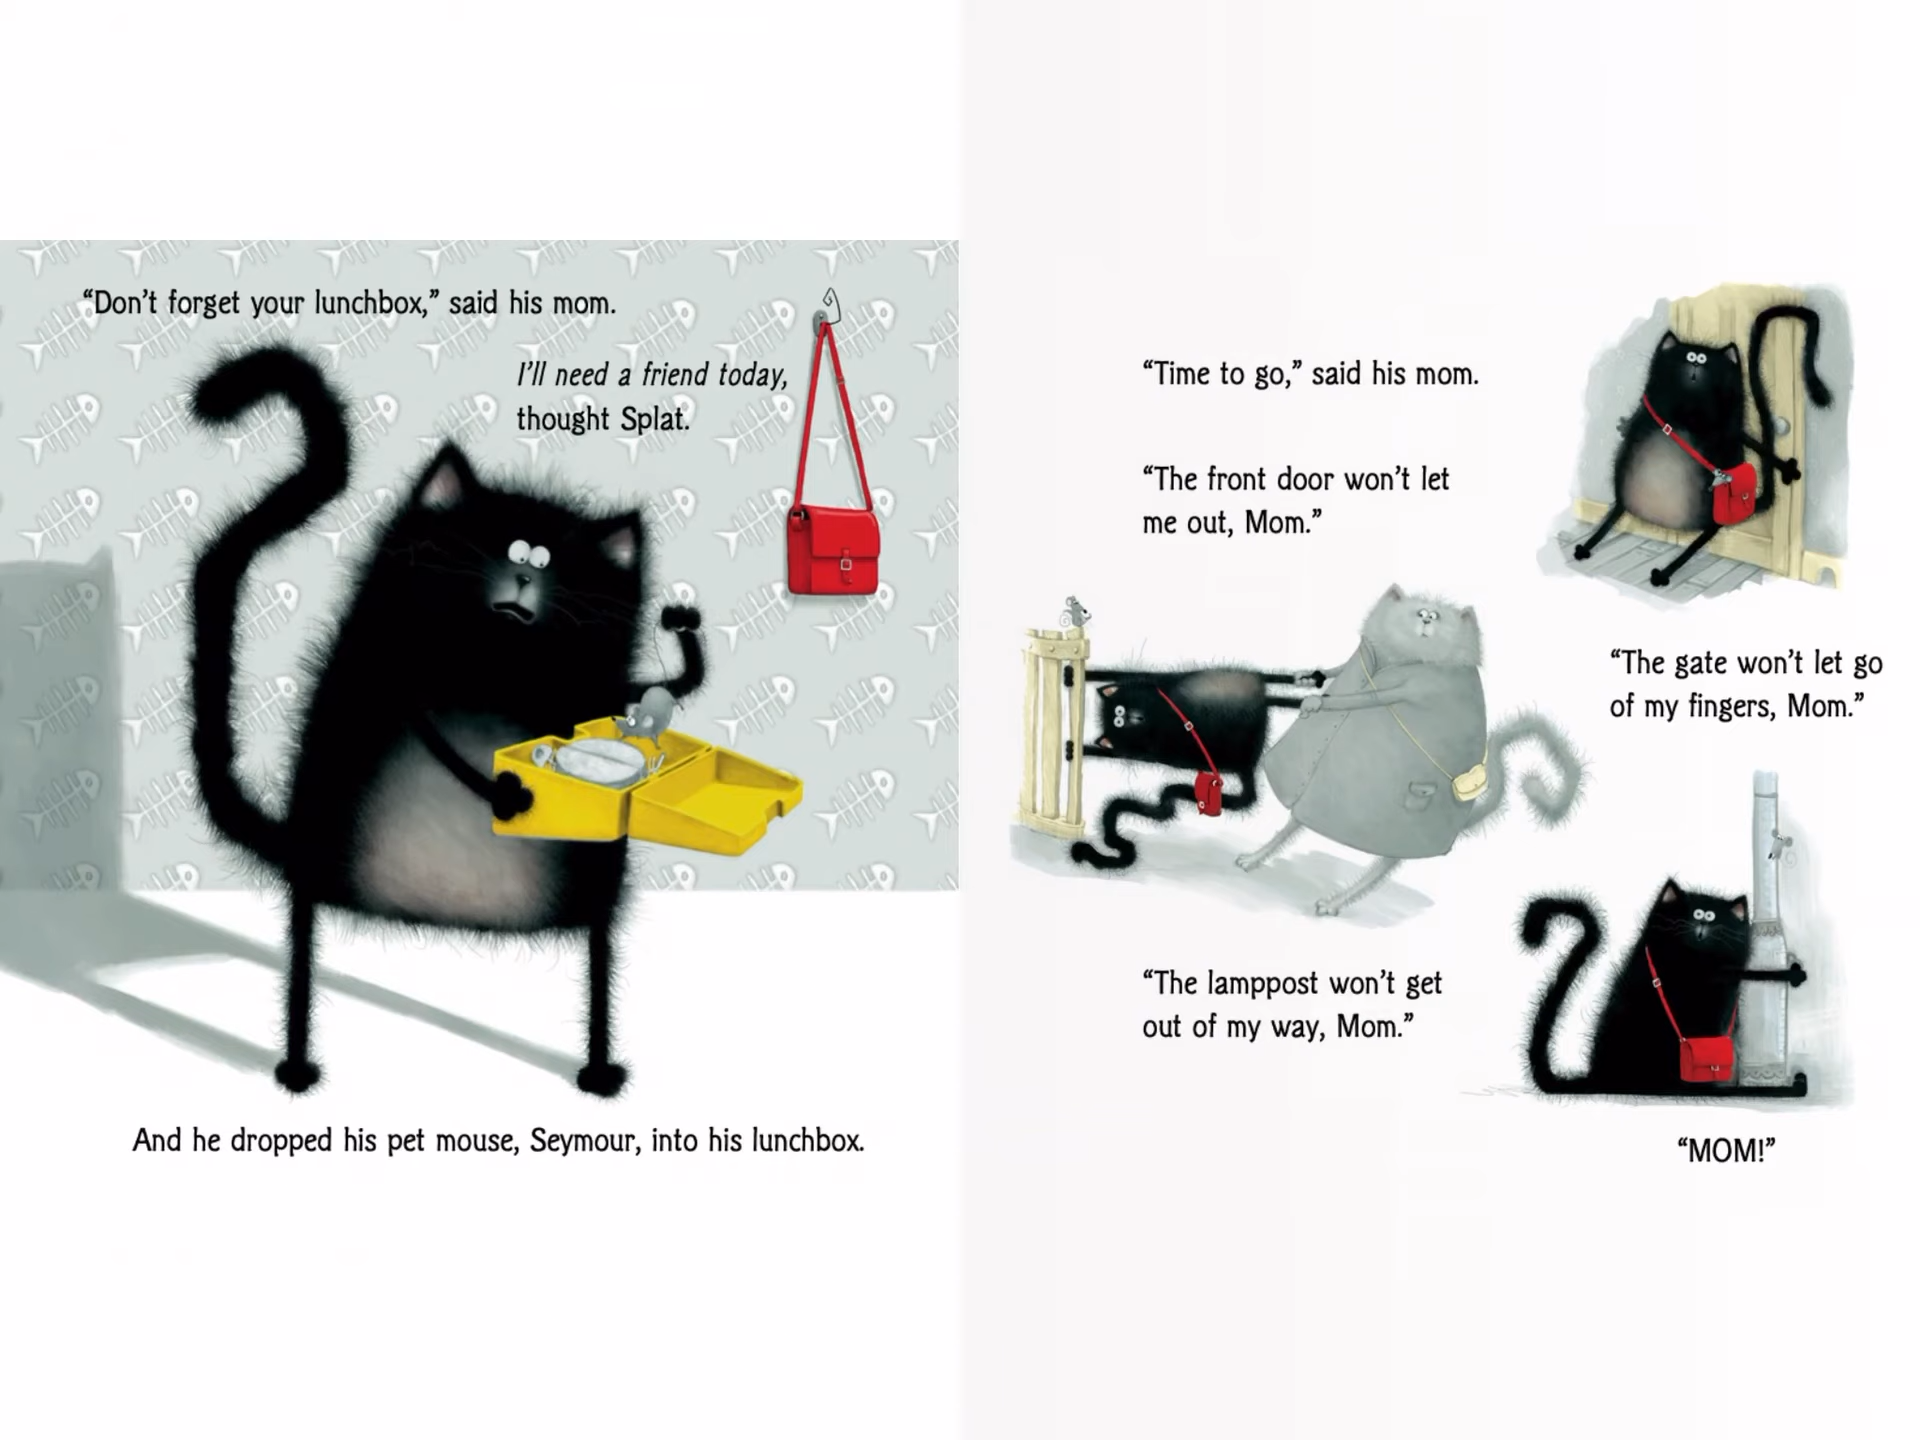 “Don’t forget your lunchbox,” said his mom.
I’ll need a friend today,
thought Splat.
And he dropped his pet mouse, Seymour, into his lunchbox.
“Time to go,” said his mom.
“The front door won’t let
me out, Mom.”
“The gate won’t let go
of my fingers, Mom.”
“The lamppost won’t get
out of my way, Mom.”
“MOM!”